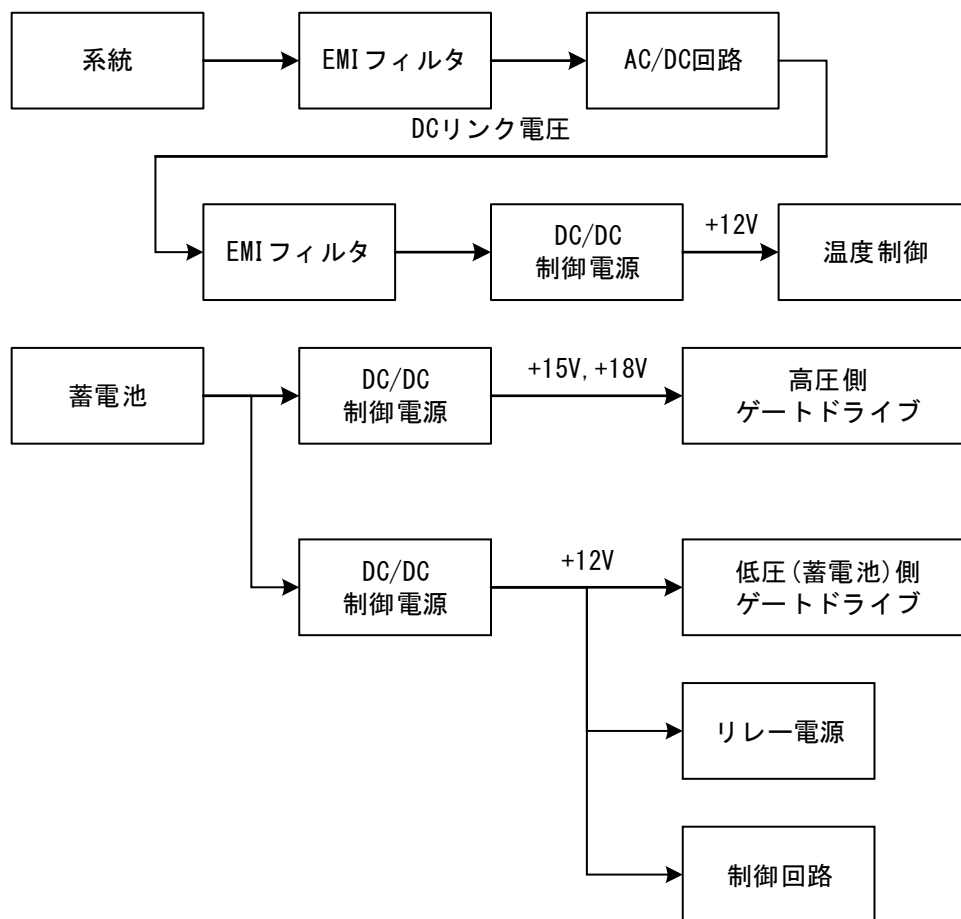 系統
EMIフィルタ
AC/DC回路
DCリンク電圧
EMIフィルタ
DC/DC
制御電源
+12V
温度制御
蓄電池
DC/DC
制御電源
+15V,+18V
高圧側
ゲートドライブ
DC/DC
制御電源
+12V
低圧(蓄電池)側
ゲートドライブ
リレー電源
制御回路